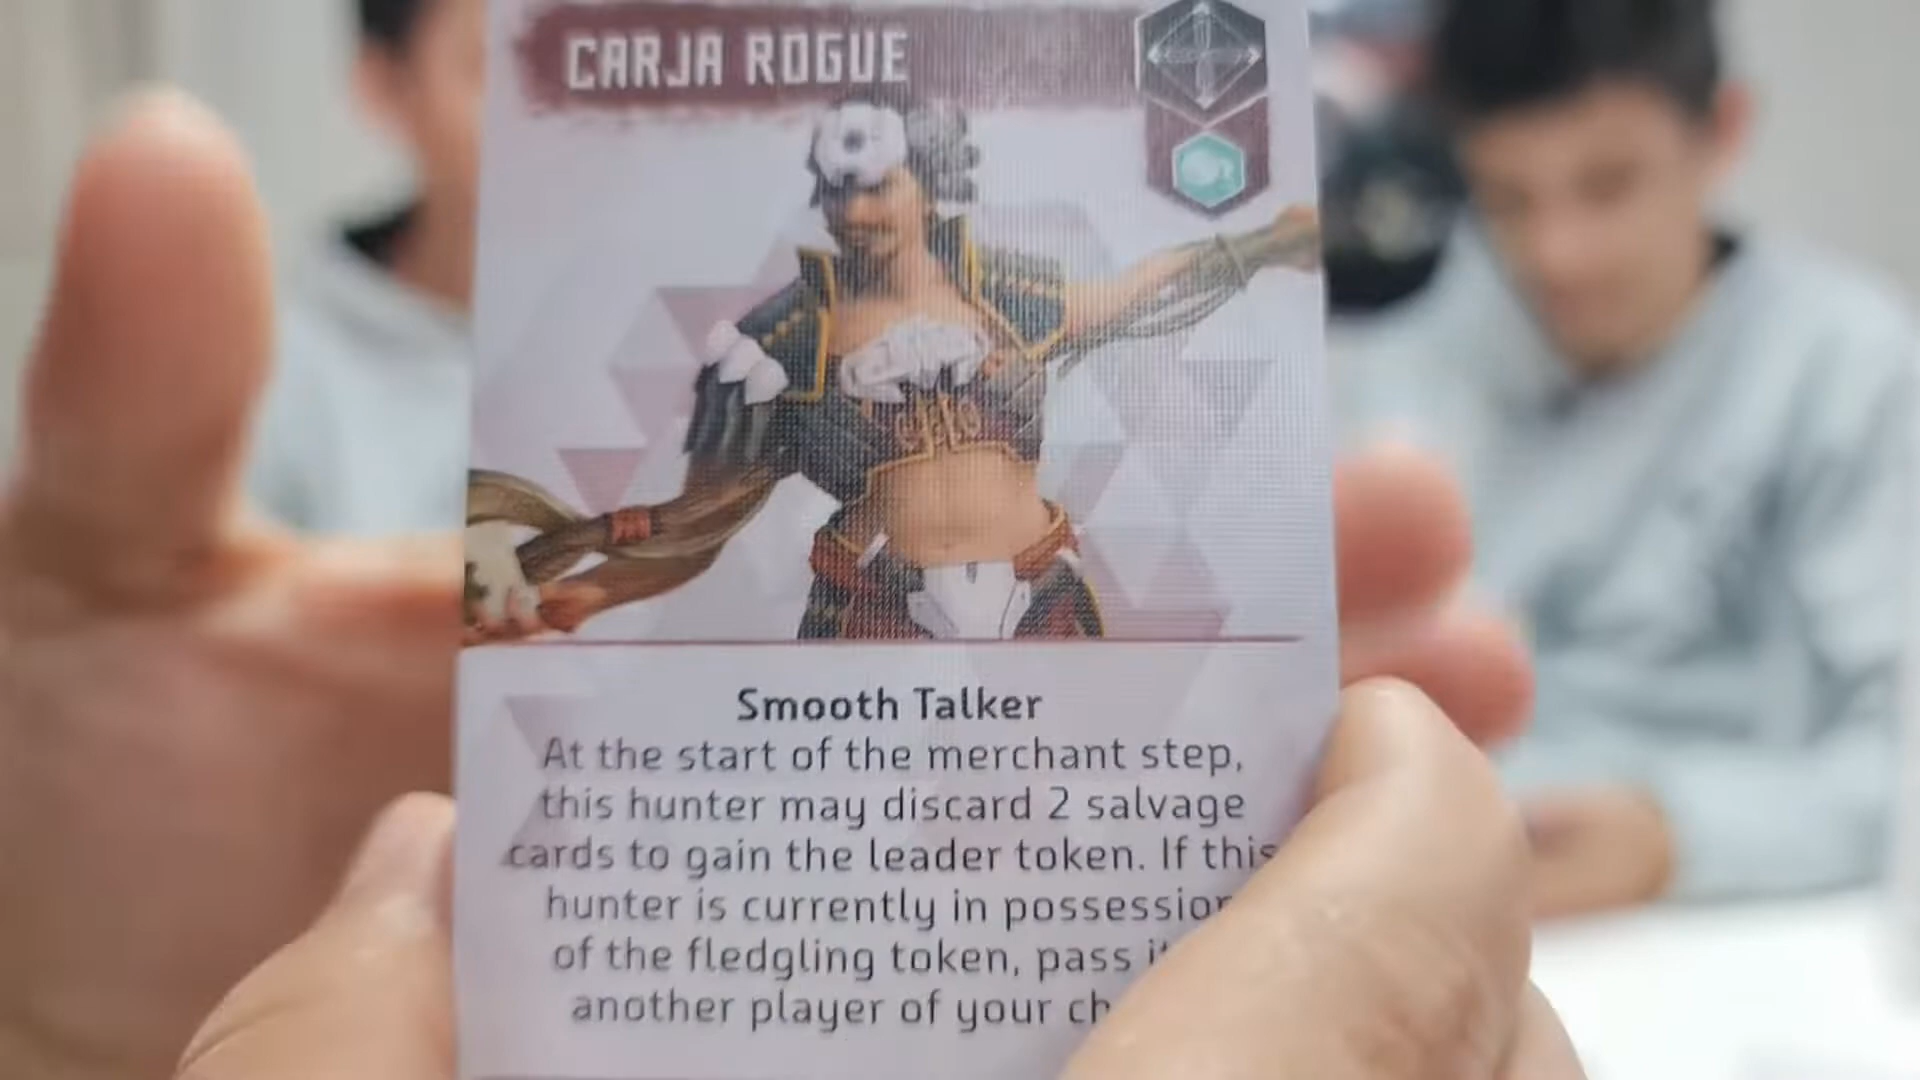 CARJA ROGUE
Smooth Talker
At the start of the merchant step,
this hunter may discard 2 salvage
cards to gain the leader token. If this
hunter is currently in possession
of the fledgling token, pass
another player of your